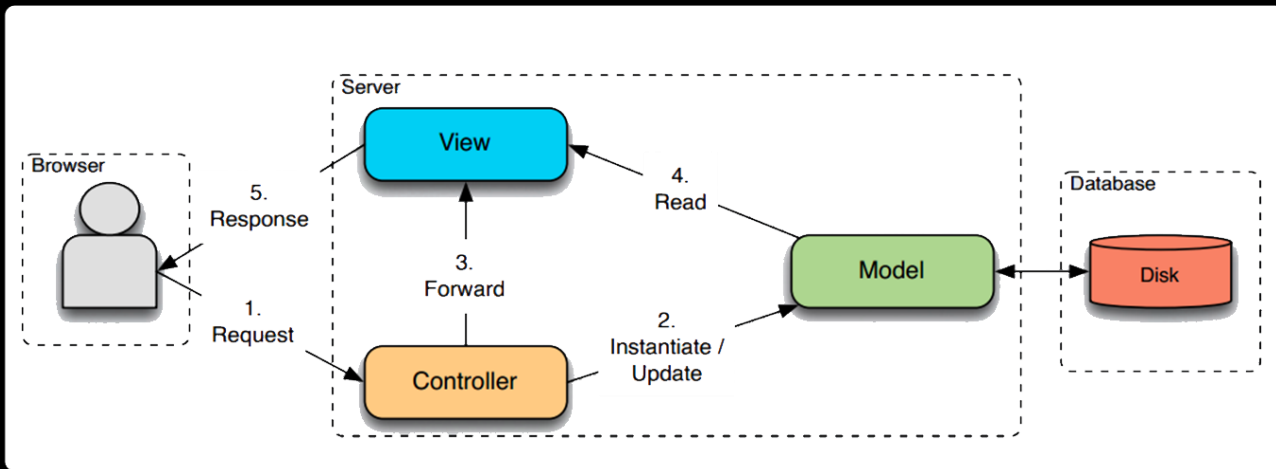 Server
View
Browser
5.
Response
4.
Read
Database
3.
Forward
Model
Disk
1.
Request
2.
Instantiate /
Update
Controller